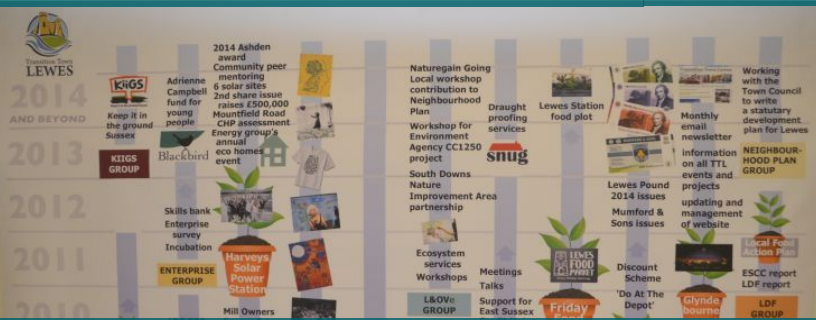 Transition Town
LEWES
2014
AND BEYOND
2013
2012
2011
2010
KiiGS
Keep it in
the ground
Sussex
KIIGS
GROUP
Adrienne
Campbell
fund for
young
people
Blackbird
Skills bank
Enterprise
survey
Incubation
ENTERPRISE
GROUP
2014 Ashden
award
Community peer
mentoring
6 solar sites
2nd share issue
raises £500,000
Mountfield Road
CHP assessment
Energy group's
annual
eco homes
event
Harveys
Solar
Power
Station
Mill Owners
Naturegain Going
Local workshop
contribution to
Neighbourhood
Plan
Workshop for
Environment
Agency CC1250
project
South Downs
Nature
Improvement Area
partnership
Ecosystem
services
Workshops
L&OVe
GROUP
Draught
proofing
services
snug
Meetings
Talks
Support for
East Sussex
Lewes Station
food plot
LEWES
FOOD
MARKET
Friday
Lewes Pound
2014 issues
Mumford &
Sons issues
Discount
Scheme
'Do At The
Depot'
Monthly
email
newsletter
information
on all TTL
events and
projects
updating and
management
of website
Glynde
bourne
Working
with the
Town Council
to write
a statutary
development
plan for Lewes
NEIGHBOUR-
HOOD PLAN
GROUP
Local Food
Action Plan
ESCC report
LDF report
LDF
GROUP